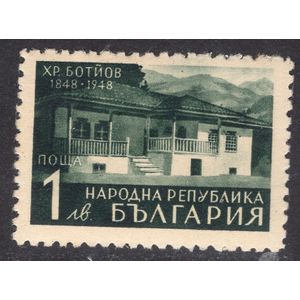 ХР. БОТЙОВ
1848 - 1948
ПОЩА
1 лв.
НАРОДНА РЕПУБЛИКА
БЪЛГАРИЯ